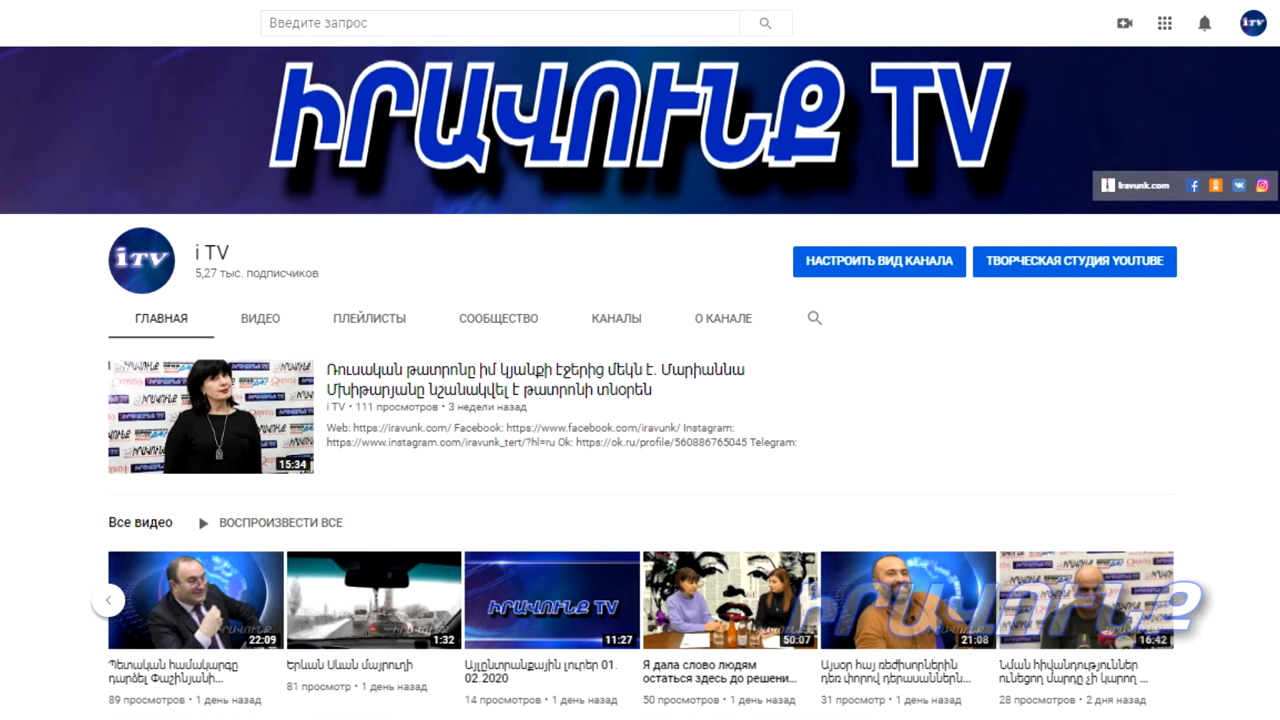 Введите запрос
iTV
ԻՐԱՎՈՒՆՔ TV
Iravunk.com
iTV
i TV
5,27 тыс. подписчиков
НАСТРОИТЬ ВИД КАНАЛА
ТВОРЧЕСКАЯ СТУДИЯ YOUTUBE
ГЛАВНАЯ ВИДЕО ПЛЕЙЛИСТЫ СООБЩЕСТВО КАНАЛЫ О КАНАЛЕ
Ռուսական թատրոնը իմ կյանքի էջերից մեկն է. Մարիաննա
Մխիթարյանը նշանակվել է թատրոնի տնօրեն
i TV • 111 просмотров • 3 недели назад
Web: https://iravunk.com/ Facebook: https://www.facebook.com/iravunk/ Instagram:
https://www.instagram.com/iravunk_tert/?hl=ru Ok: https://ok.ru/profile/560886765045 Telegram:
15:34
Все видео ВОСПРОИЗВЕСТИ ВСЕ
ԻՐԱՎՈՒՆՔ TV
ԻՐԱՎՈՒՆՔ
22:09
1:32
11:27
50:07
21:08
16:42
Պետական համակարգը
դարձել Փաշինյանի...
89 просмотров • 1 день назад
Երևան Սևան մայրուղի
81 просмотр • 1 день назад
Այլընտրանքային լուրեր 01.
02.2020
14 просмотров • 1 день назад
Я дала слово людям
остаться здесь до решени...
50 просмотров • 1 день назад
Այսօր հայ ռեժիսորներին
դեռ փորով դերասաններն...
31 просмотр • 1 день назад
Նման հիվանդություններ
ունեցող մարդը չի կարող ...
28 просмотров • 2 дня назад